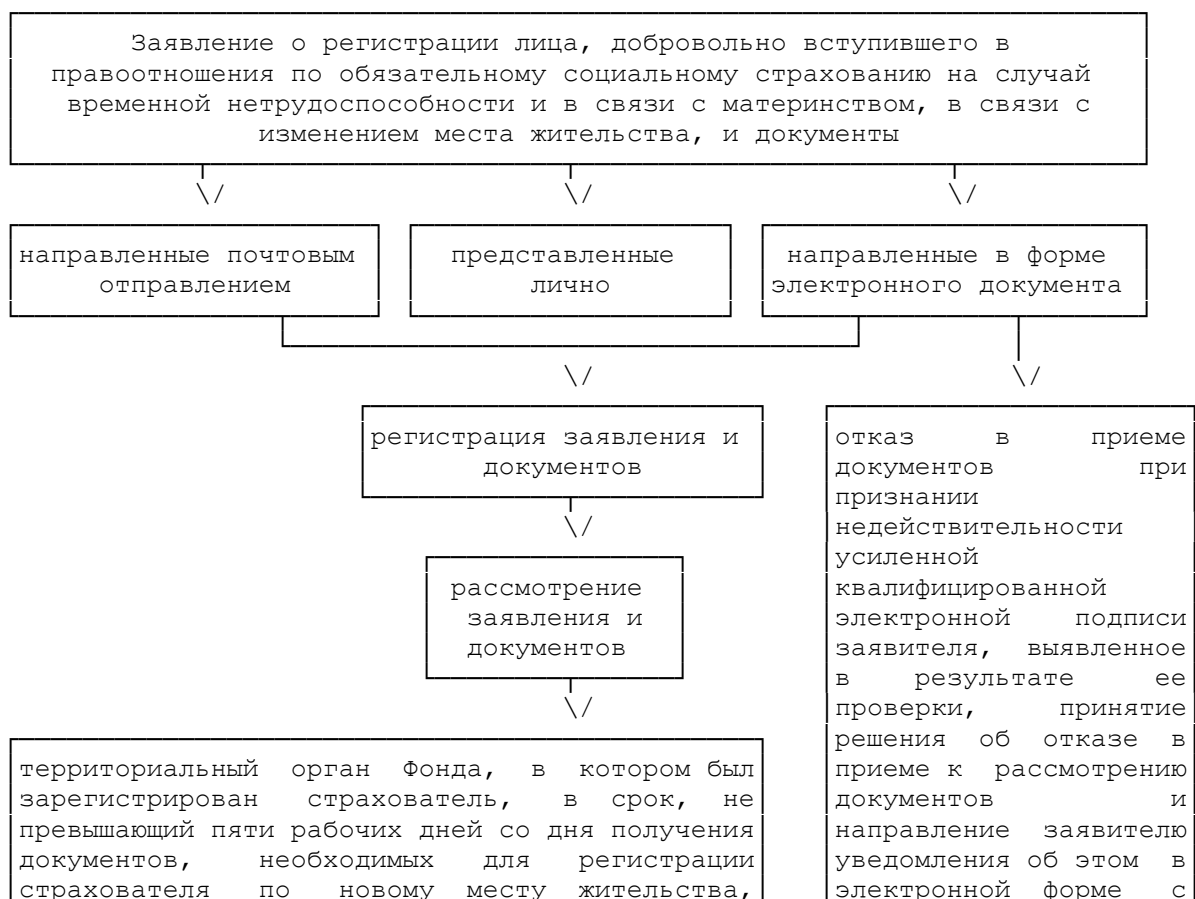 Заявление о регистрации лица, добровольно вступившего в
правоотношения по обязательному социальному страхованию на случай
временной нетрудоспособности и в связи с материнством, в связи с
изменением места жительства, и документы
направленные почтовым
отправлением
представленные
лично
направленные в форме
электронного документа
регистрация заявления и
документов
рассмотрение
заявления и
документов
территориальный орган Фонда, в котором был
зарегистрирован страхователь, в срок, не
превышающий пяти рабочих дней со дня получения
документов, необходимых для регистрации
страхователя по новому месту жительства,
отказ в приеме
документов при
признании
недействительности
усиленной
квалифицированной
электронной подписи
заявителя, выявленное
в результате ее
проверки, принятие
решения об отказе в
приеме к рассмотрению
документов и
направление заявителю
уведомления об этом в
электронной форме с